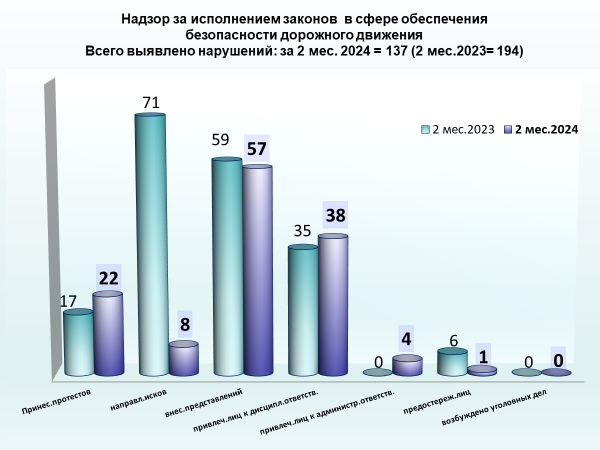 Надзор за исполнением законов в сфере обеспечения
безопасности дорожного движения
Всего выявлено нарушений: за 2 мес. 2024 = 137 (2 мес.2023= 194)
2 мес.2023 2 мес.2024
17 22
71 8
59 57
35 38
0 4
6 1
0 0
Принес.протестов
направл.исков
внес.представлений
привлеч.лиц к дисципл.ответств.
привлеч.лиц к администр.ответств.
предостереж.лиц
возбуждено уголовных дел